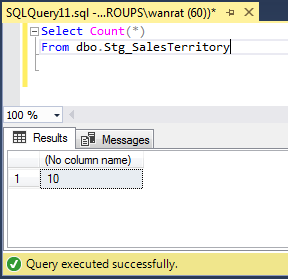 SQLQuery11.sql -...ROUPS\wanrat (60))*
Select Count(*)
From dbo.Stg_SalesTerritory
100 %
Results Messages
(No column name)
1 10
Query executed successfully.